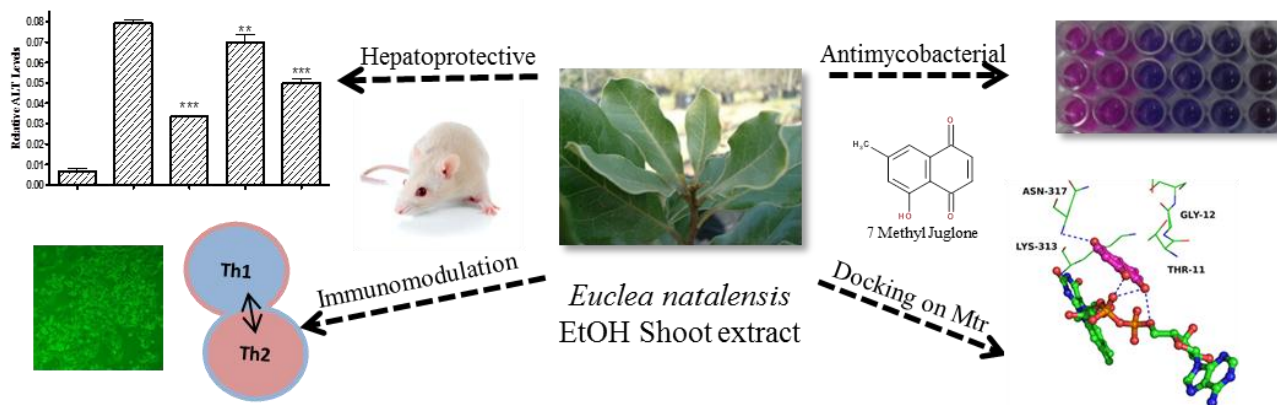 Relative ALT Levels
0.08
0.07
0.06
0.05
0.04
0.03
0.02
0.01
0.00
***
**
***
Hepatoprotective
Antimycobacterial
Immunomodulation
Docking on Mtr
Th1
Th2
Euclea natalensis
EtOH Shoot extract
H₃C
O
O
HO
7 Methyl Juglone
ASN-317
GLY-12
LYS-313
THR-11